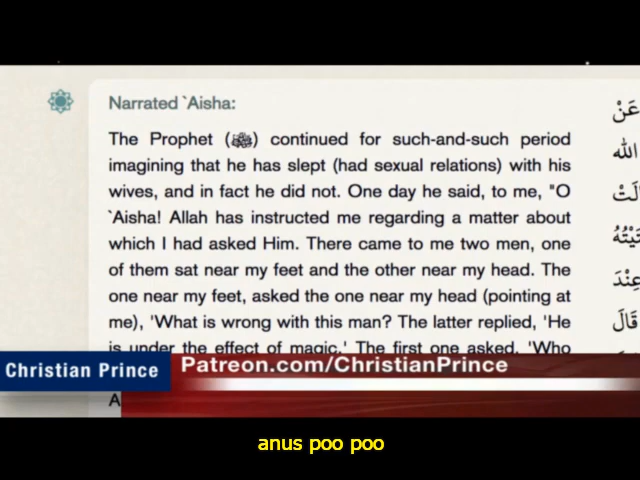 Narrated `Aisha:
The Prophet (ﷺ) continued for such-and-such period
imagining that he has slept (had sexual relations) with his
wives, and in fact he did not. One day he said, to me, "O
`Aisha! Allah has instructed me regarding a matter about
which I had asked Him. There came to me two men, one
of them sat near my feet and the other near my head. The
one near my feet, asked the one near my head (pointing at
me), 'What is wrong with this man? The latter replied, 'He
is under the effect of magic.' The first one asked, 'Who
عَنْ
الله
قَالَ
Christian Prince
Patreon.com/ChristianPrince
anus poo poo